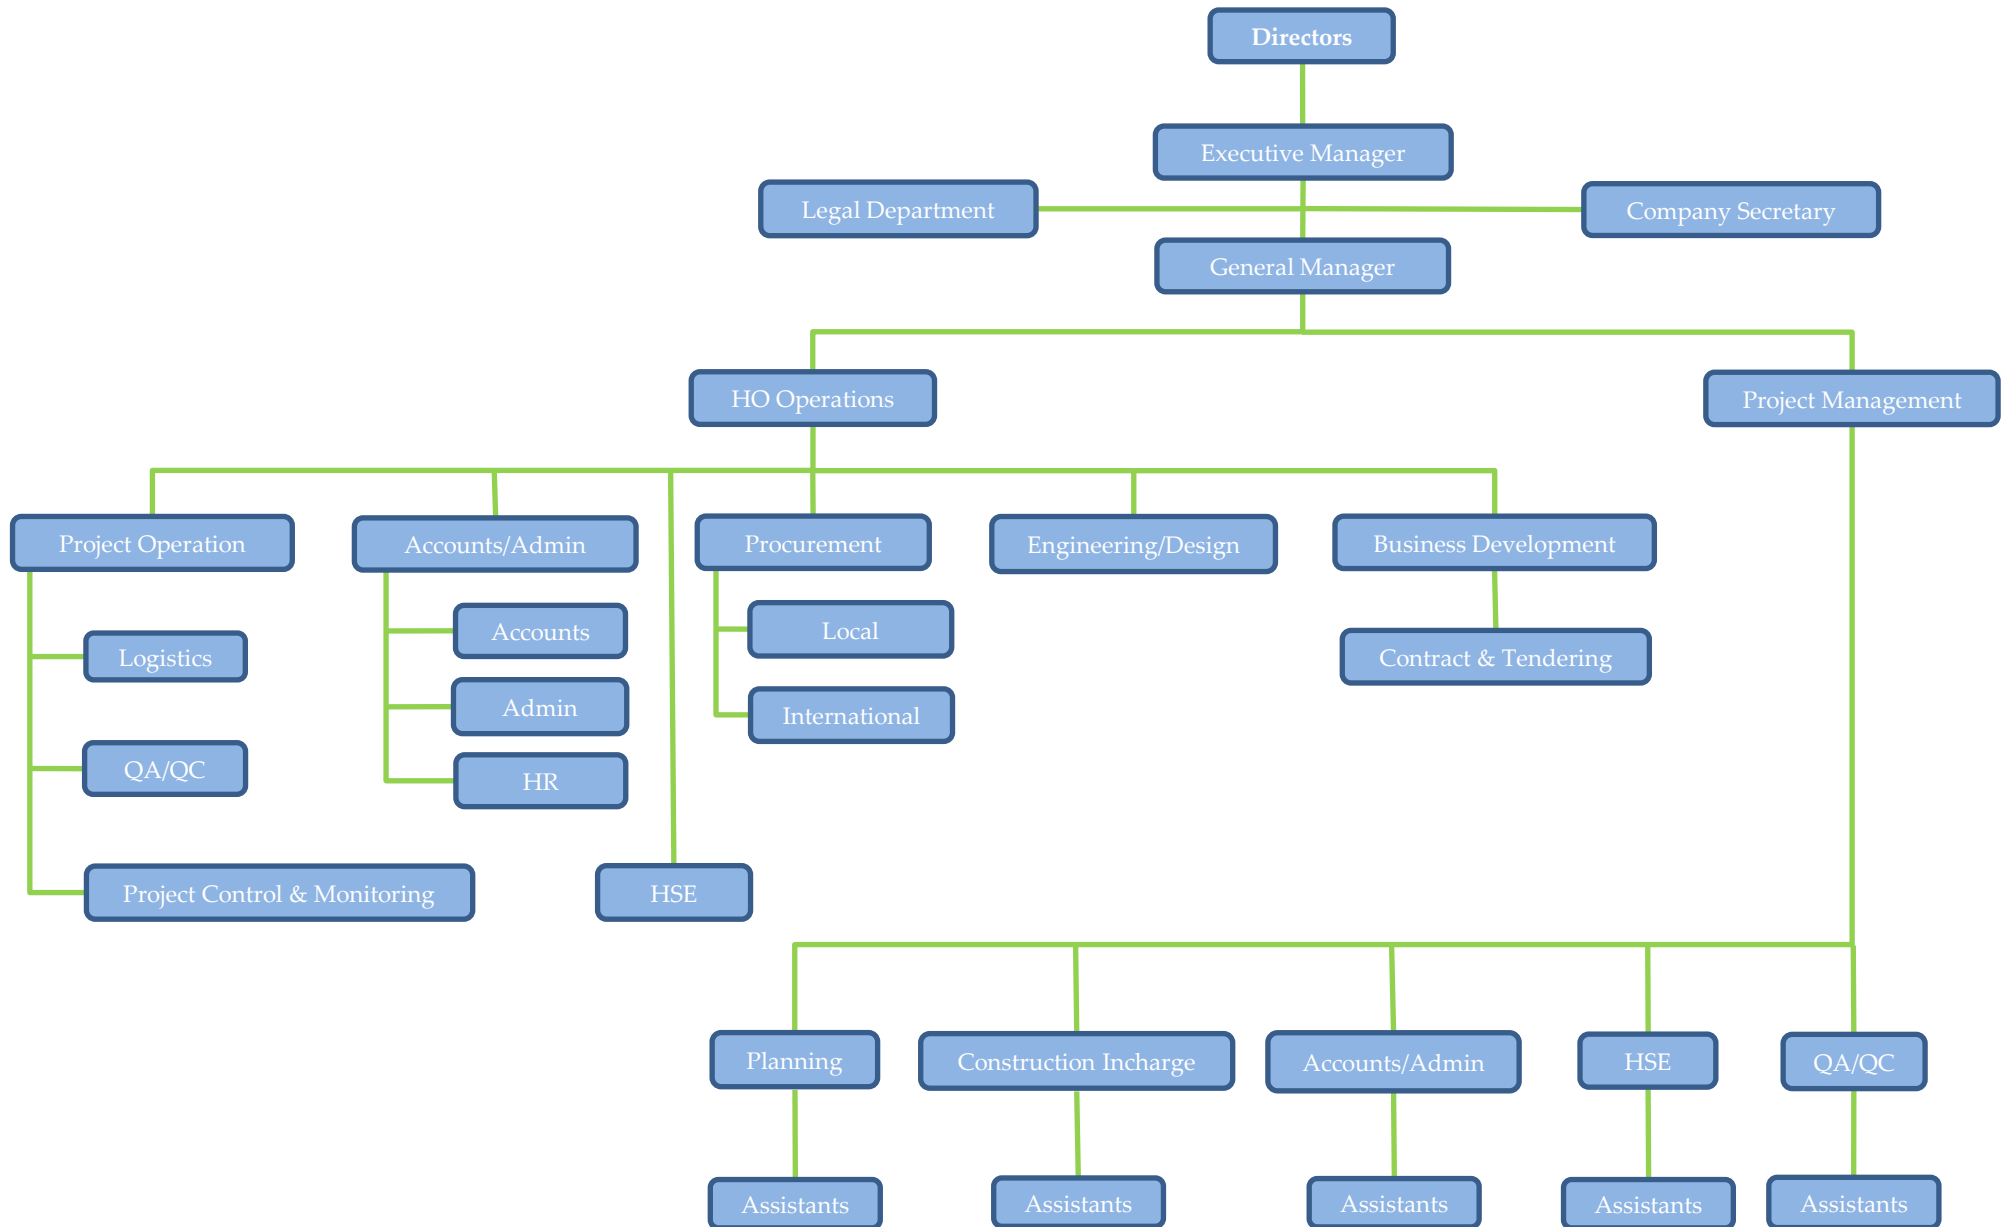 Directors
Executive Manager
Legal Department
Company Secretary
General Manager
HO Operations
Project Management
Project Operation
Accounts/Admin
Procurement
Engineering/Design
Business Development
Accounts
Local
Logistics
Contract & Tendering
Admin
International
QA/QC
HR
Project Control & Monitoring
HSE
Planning
Construction Incharge
Accounts/Admin
HSE
QA/QC
Assistants
Assistants
Assistants
Assistants
Assistants